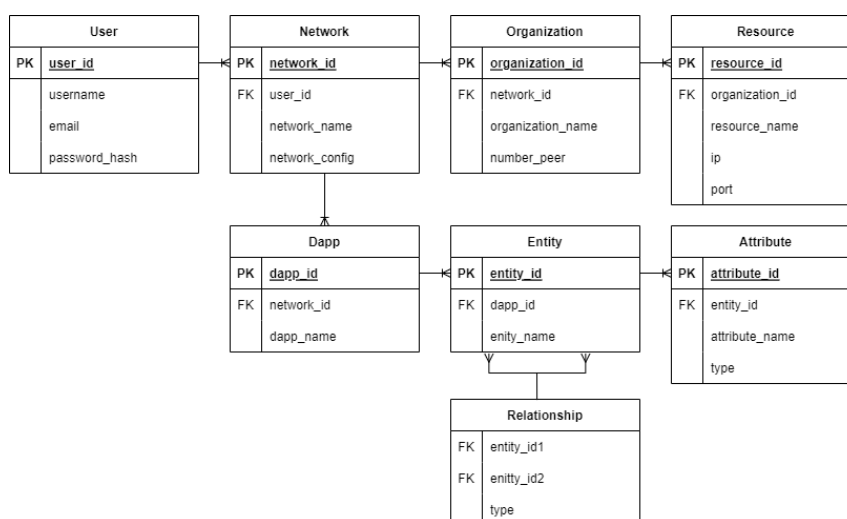 User
PK user_id
username
email
password_hash
Network
PK network_id
FK user_id
network_name
network_config
Organization
PK organization_id
FK network_id
organization_name
number_peer
Resource
PK resource_id
FK organization_id
resource_name
ip
port
Dapp
PK dapp_id
FK network_id
dapp_name
Entity
PK entity_id
FK dapp_id
enity_name
Attribute
PK attribute_id
FK entity_id
attribute_name
type
Relationship
FK entity_id1
FK enitty_id2
type